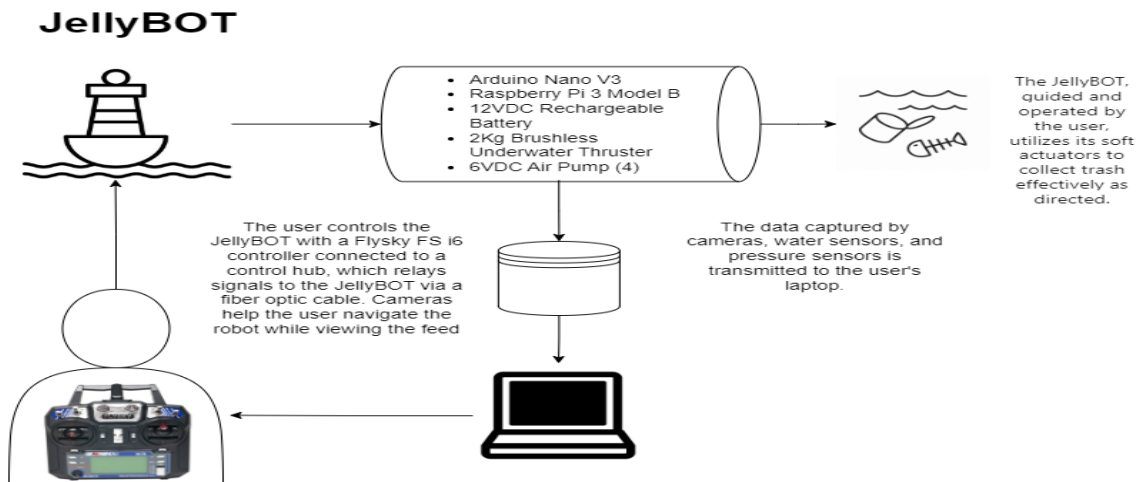 JellyBOT
• Arduino Nano V3
• Raspberry Pi 3 Model B
• 12VDC Rechargeable
Battery
• 2Kg Brushless
Underwater Thruster
• 6VDC Air Pump (4)
The JellyBOT,
guided and
operated by
the user,
utilizes its soft
actuators to
collect trash
effectively as
directed.
The user controls the
JellyBOT with a Flysky FS i6
controller connected to a
control hub, which relays
signals to the JellyBOT via a
fiber optic cable. Cameras
help the user navigate the
robot while viewing the feed
The data captured by
cameras, water sensors, and
pressure sensors is
transmitted to the user's
laptop.